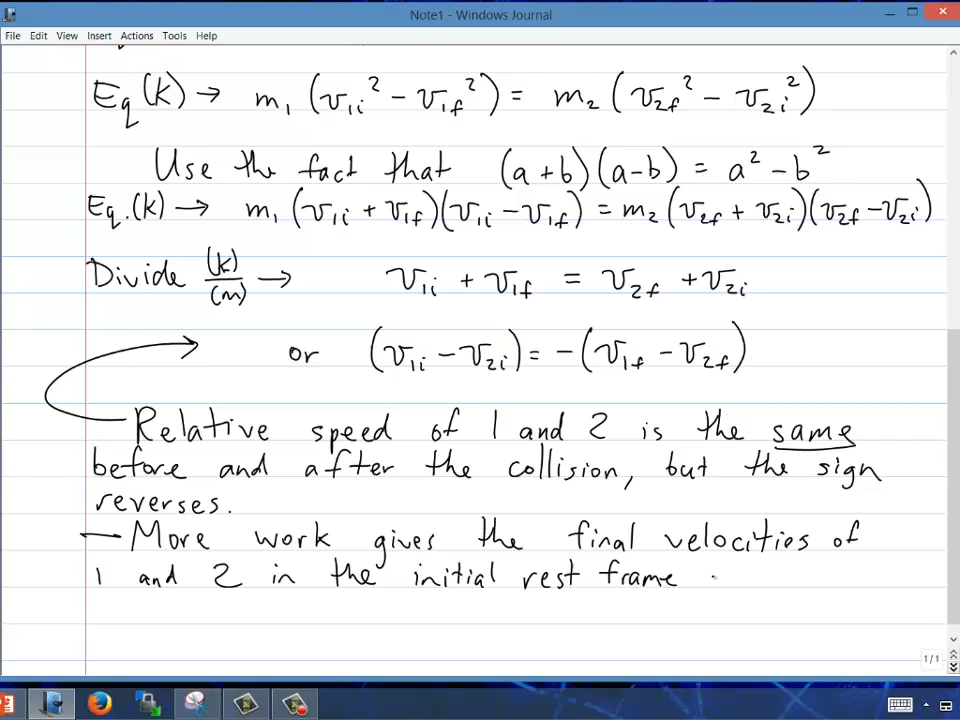 Note1 - Windows Journal
File Edit View Insert Actions Tools Help
Eq(K) → m₁ (v₁ᵢ² − v₁f²) = m₂ (v₂f² − v₂ᵢ²)
Use the fact that (a+b)(a-b) = a² − b²
Eq.(K) → m₁ (v₁ᵢ + v₁f)(v₁ᵢ − v₁f) = m₂ (v₂f + v₂ᵢ)(v₂f − v₂ᵢ)
Divide (K)/(m) → v₁ᵢ + v₁f = v₂f + v₂ᵢ
or (v₁ᵢ − v₂ᵢ) = −(v₁f − v₂f)
Relative speed of 1 and 2 is the same
before and after the collision, but the sign
reverses.
— More work gives the final velocities of
1 and 2 in the initial rest frame
1/1